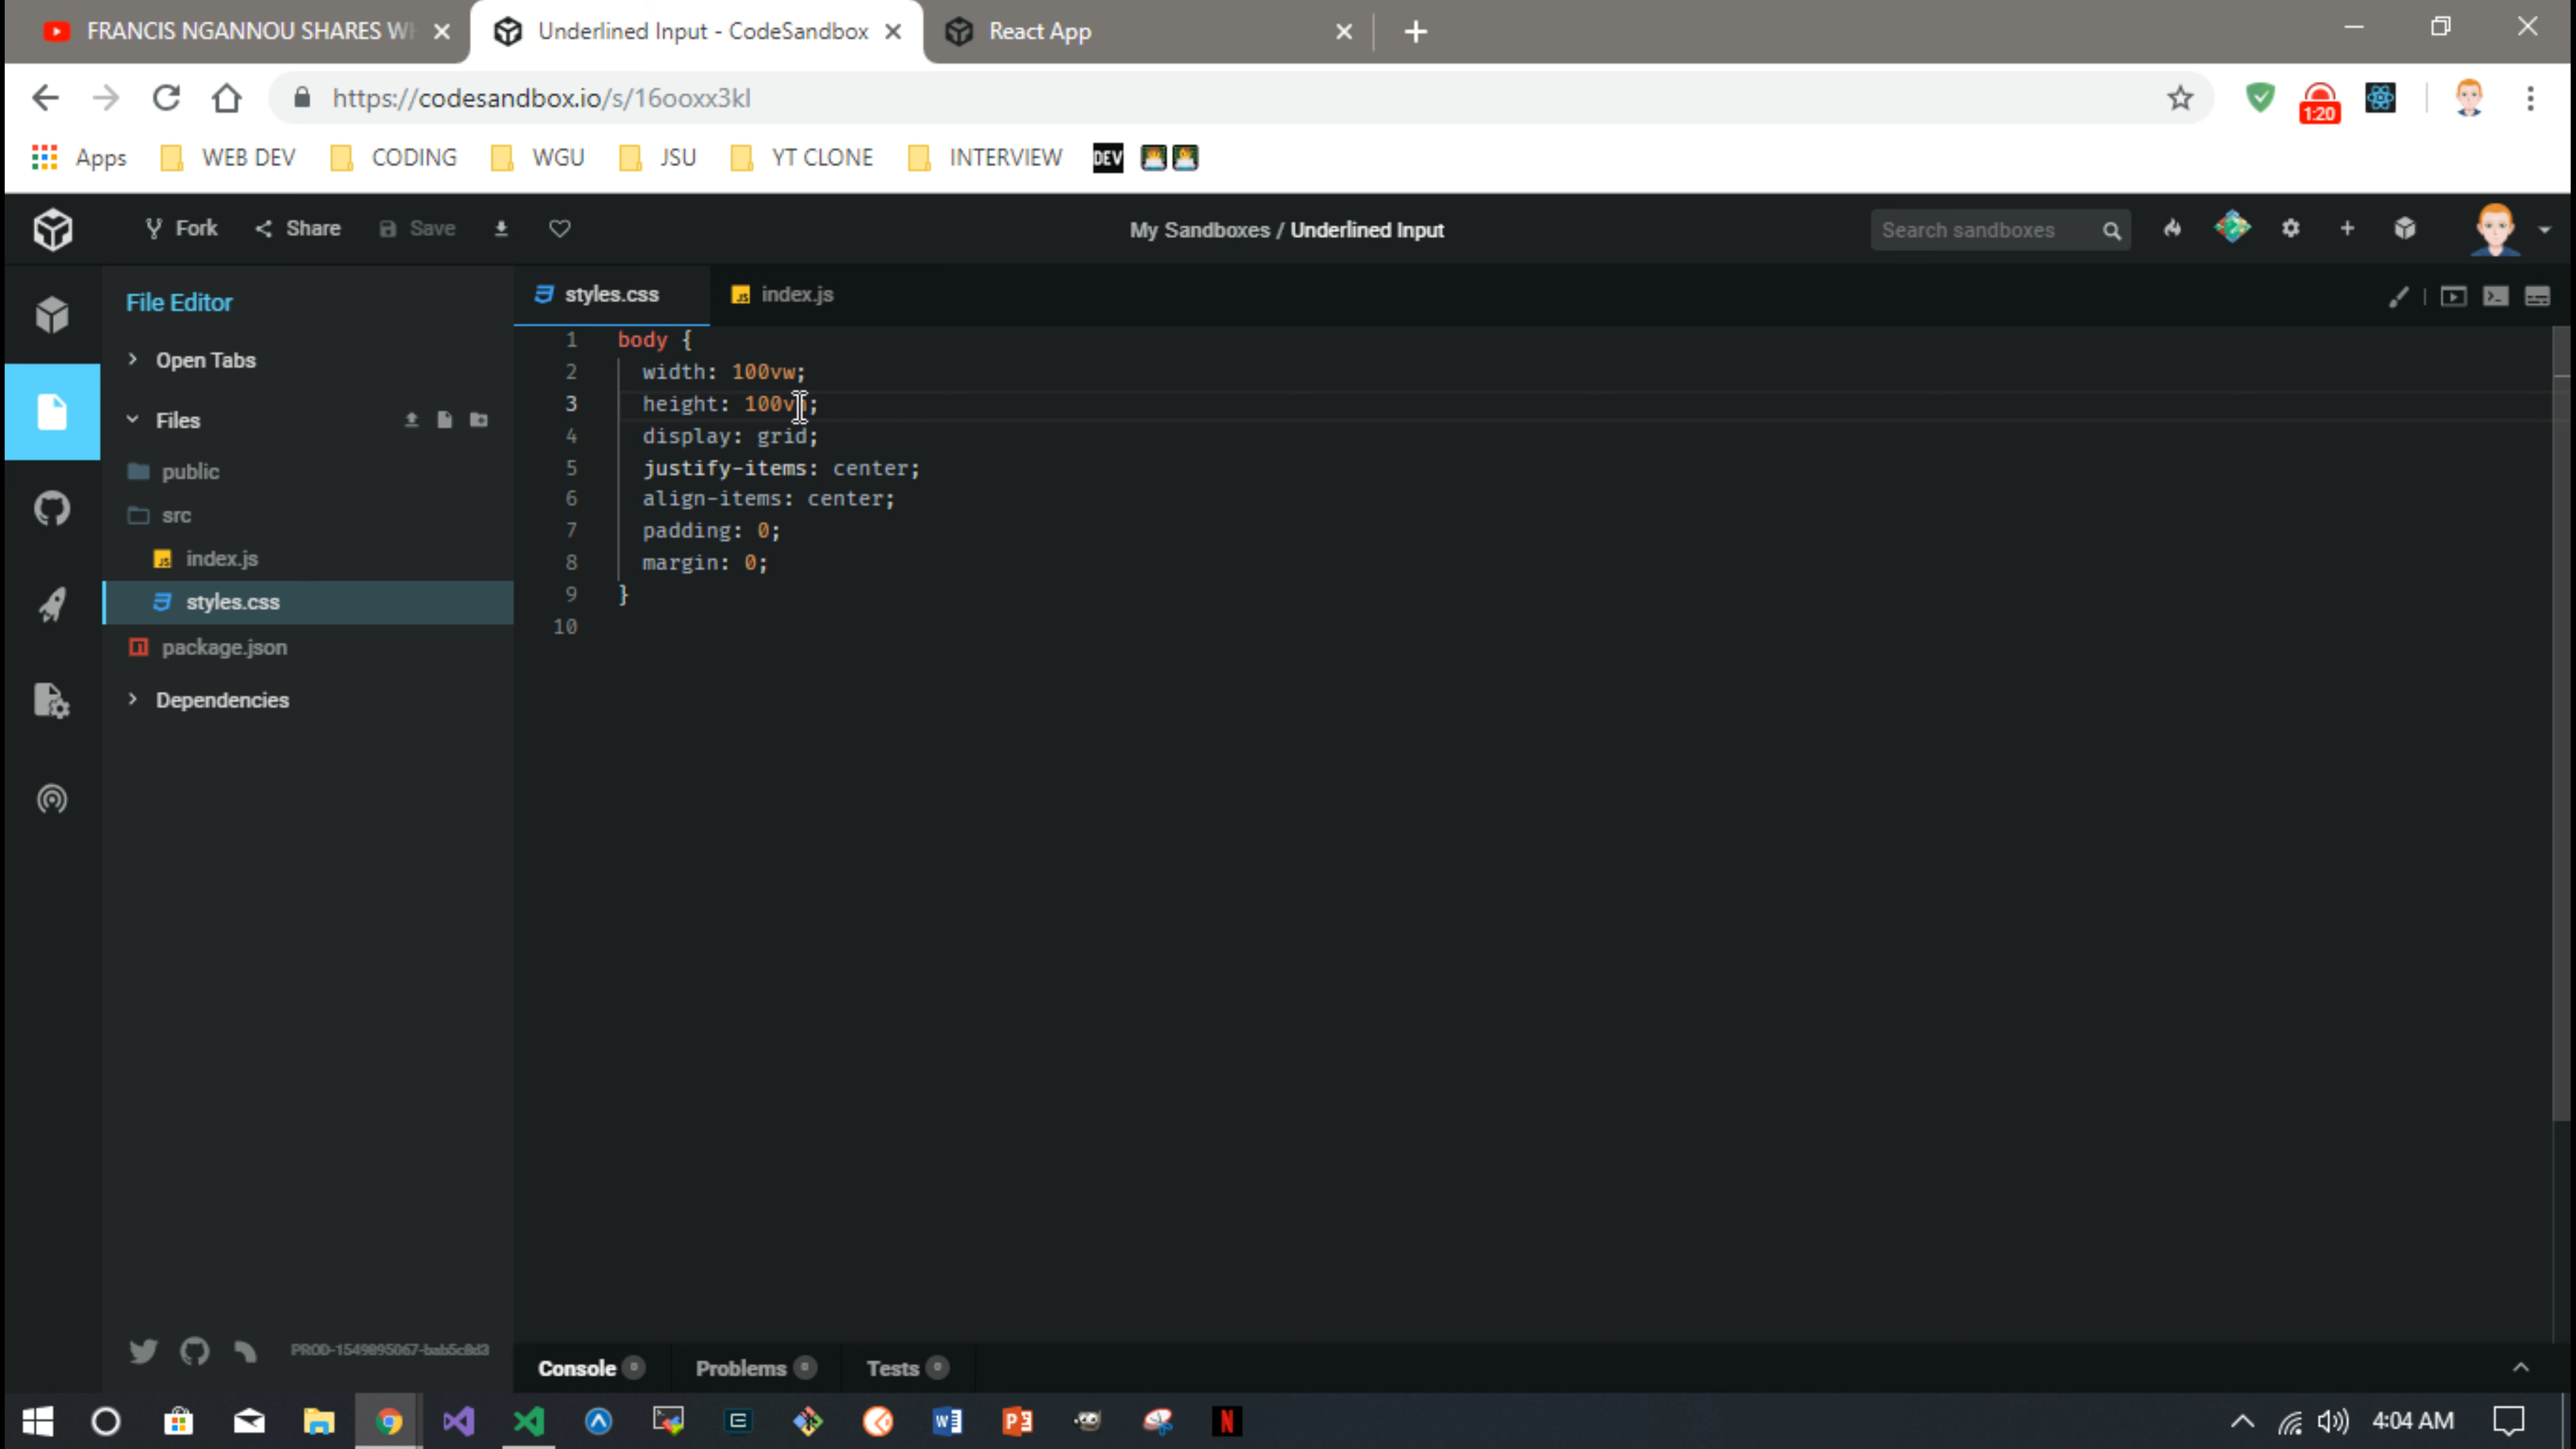 FRANCIS NGANNOU SHARES WH
Underlined Input - CodeSandbox
React App
https://codesandbox.io/s/16ooxx3kl
1:20
Apps
WEB DEV
CODING
WGU
JSU
YT CLONE
INTERVIEW
DEV
Fork
Share
Save
My Sandboxes / Underlined Input
Search sandboxes
File Editor
Open Tabs
Files
public
src
index.js
styles.css
package.json
Dependencies
styles.css
index.js
1 body {
2 width: 100vw;
3 height: 100vh;
4 display: grid;
5 justify-items: center;
6 align-items: center;
7 padding: 0;
8 margin: 0;
9 }
10
PROD-1549895067-bab5c8d3
Console 0
Problems 0
Tests 0
4:04 AM